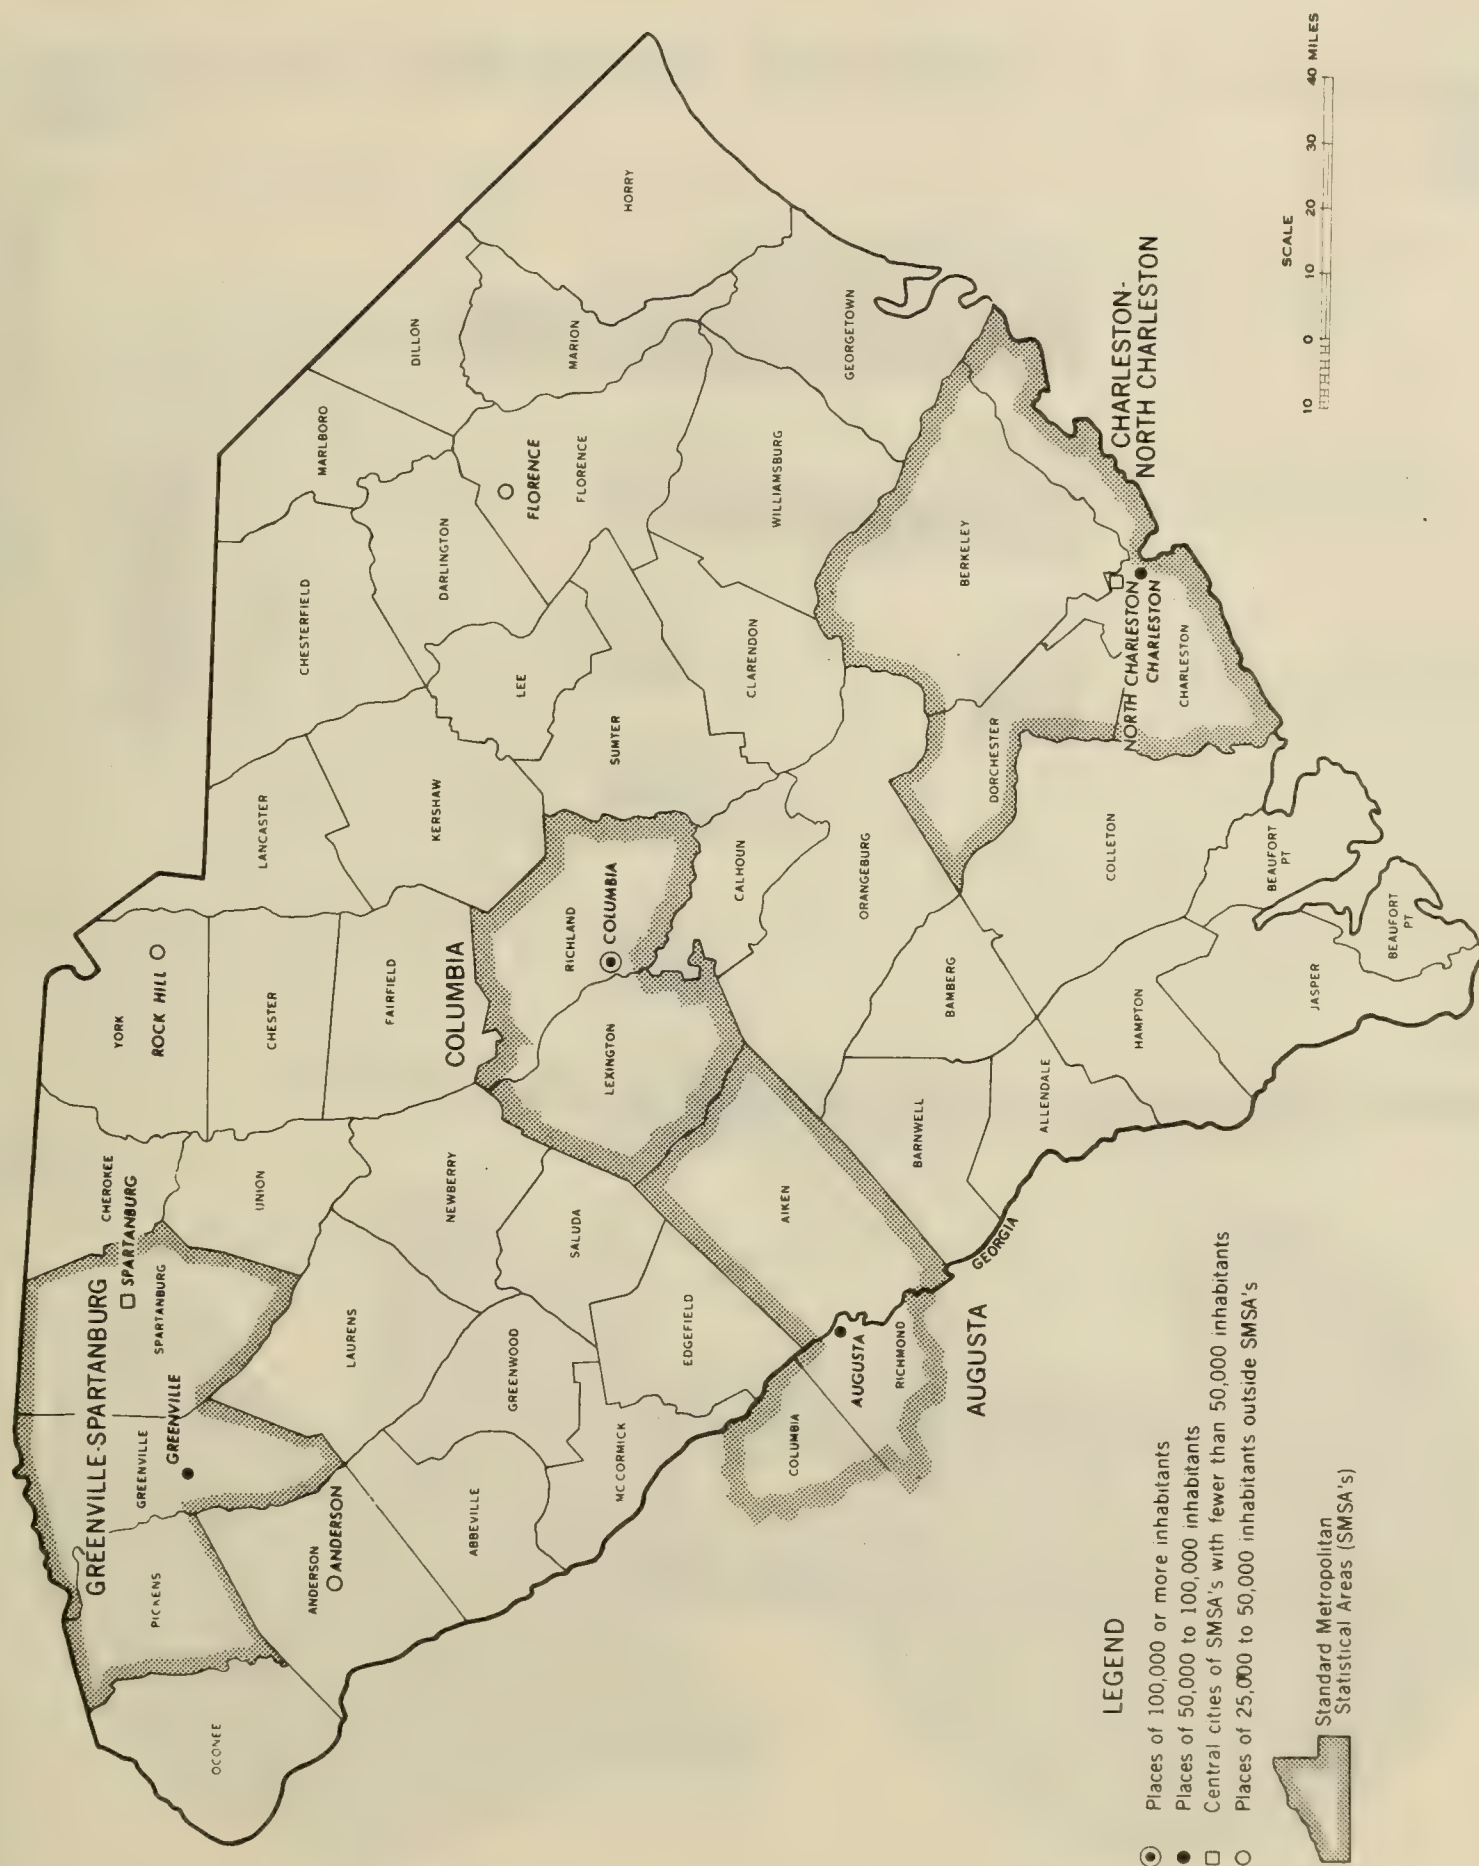 GREENVILLE-SPARTANBURG
SPARTANBURG
CHEROKEE
YORK
ROCK HILL
PICKENS
GREENVILLE
GREENVILLE
SPARTANBURG
OCONEE
UNION
CHESTER
LANCASTER
CHESTERFIELD
MARLBORO
DILLON
HORRY
ANDERSON
ANDERSON
LAURENS
FAIRFIELD
COLUMBIA
KERSHAW
DARLINGTON
FLORENCE
FLORENCE
MARION
ABBEVILLE
GREENWOOD
NEWBERRY
LEE
MC CORMICK
SALUDA
LEXINGTON
RICHLAND
COLUMBIA
SUMTER
EDGEFIELD
AIKEN
CALHOUN
CLARENDON
WILLIAMSBURG
GEORGETOWN
COLUMBIA
AUGUSTA
RICHMOND
AUGUSTA
GEORGIA
BARNWELL
BAMBERG
ORANGEBURG
DORCHESTER
BERKELEY
ALLENDALE
HAMPTON
COLLETON
NORTH CHARLESTON
CHARLESTON
CHARLESTON
CHARLESTON-
NORTH CHARLESTON
JASPER
BEAUFORT
PT
BEAUFORT
PT
LEGEND
Places of 100,000 or more inhabitants
Places of 50,000 to 100,000 inhabitants
Central cities of SMSA's with fewer than 50,000 inhabitants
Places of 25,000 to 50,000 inhabitants outside SMSA's
Standard Metropolitan
Statistical Areas (SMSA's)
SCALE
10 0 10 20 30 40 MILES